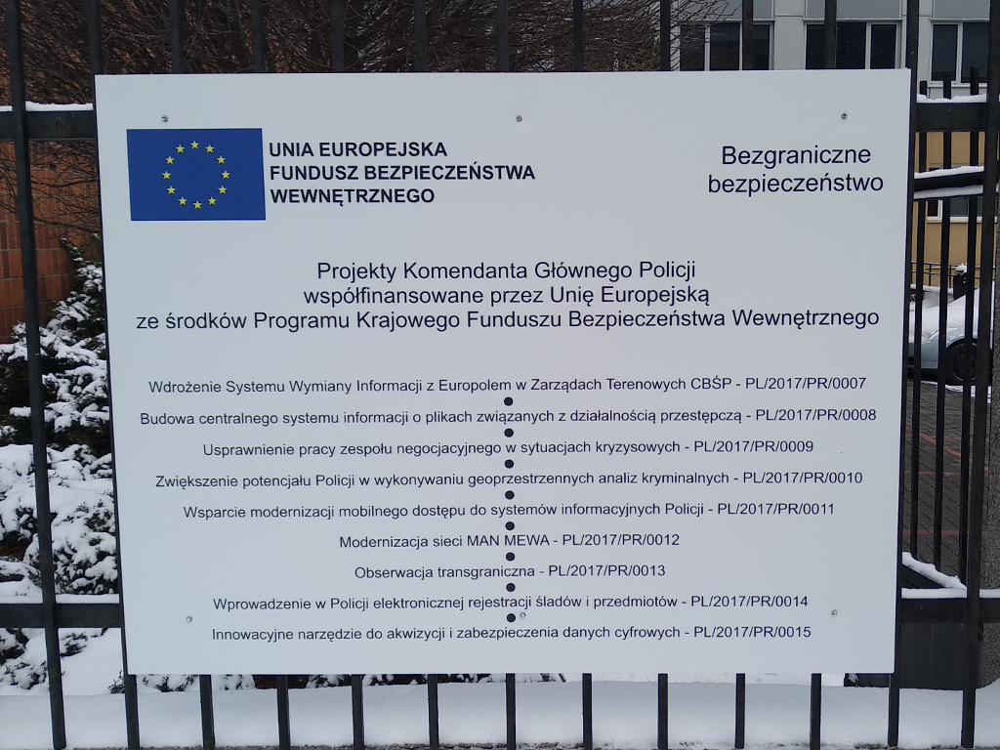 UNIA EUROPEJSKA
FUNDUSZ BEZPIECZEŃSTWA
WEWNĘTRZNEGO
Bezgraniczne
bezpieczeństwo
Projekty Komendanta Głównego Policji
współfinansowane przez Unię Europejską
ze środków Programu Krajowego Funduszu Bezpieczeństwa Wewnętrznego
Wdrożenie Systemu Wymiany Informacji z Europolem w Zarządach Terenowych CBŚP - PL/2017/PR/0007
Budowa centralnego systemu informacji o plikach związanych z działalnością przestępczą - PL/2017/PR/0008
Usprawnienie pracy zespołu negocjacyjnego w sytuacjach kryzysowych - PL/2017/PR/0009
Zwiększenie potencjału Policji w wykonywaniu geoprzestrzennych analiz kryminalnych - PL/2017/PR/0010
Wsparcie modernizacji mobilnego dostępu do systemów informacyjnych Policji - PL/2017/PR/0011
Modernizacja sieci MAN MEWA - PL/2017/PR/0012
Obserwacja transgraniczna - PL/2017/PR/0013
Wprowadzenie w Policji elektronicznej rejestracji śladów i przedmiotów - PL/2017/PR/0014
Innowacyjne narzędzie do akwizycji i zabezpieczenia danych cyfrowych - PL/2017/PR/0015